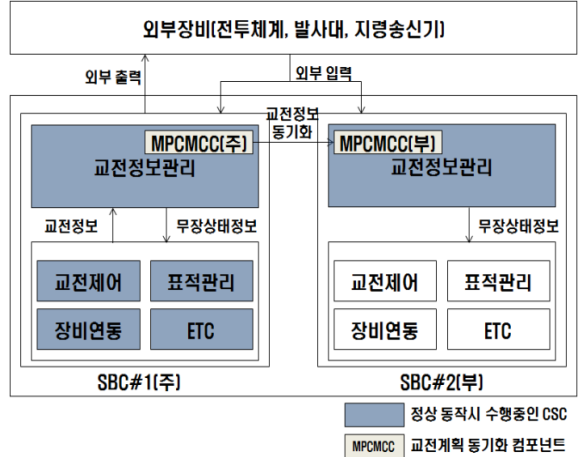 외부장비(전투체계, 발사대, 지령송신기)
외부 출력
외부 입력
교전정보
동기화
MPCMCC(주)
교전정보관리
MPCMCC(부)
교전정보관리
교전정보
무장상태정보
무장상태정보
교전제어
표적관리
장비연동
ETC
교전제어
표적관리
장비연동
ETC
SBC#1(주)
SBC#2(부)
정상 동작시 수행중인 CSC
MPCMCC
교전계획 동기화 컴포넌트